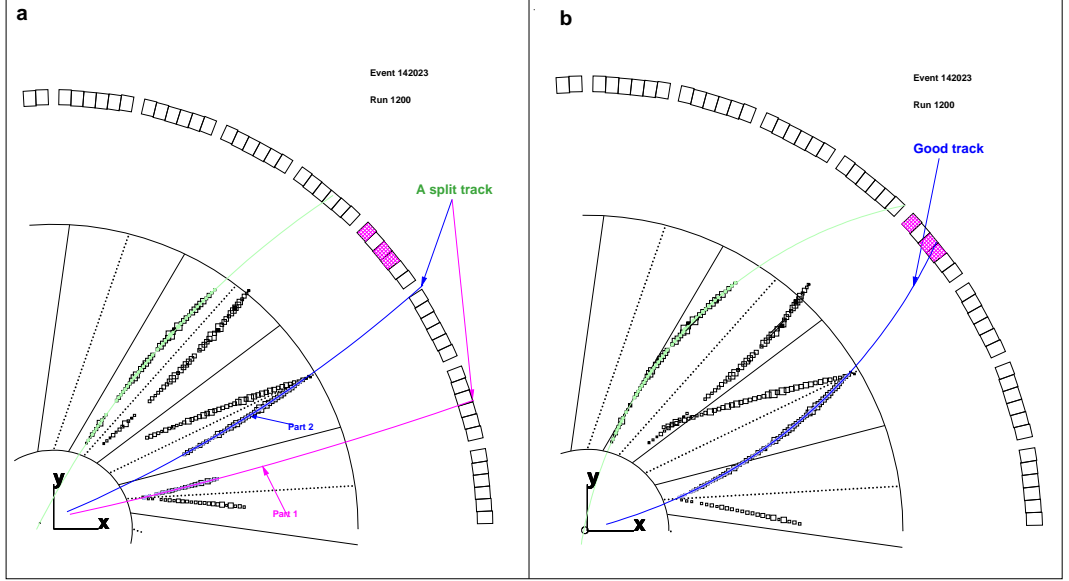 a
Event 142023
Run 1200
A split track
Part 2
Part 1
y
x
b
Event 142023
Run 1200
Good track
y
x